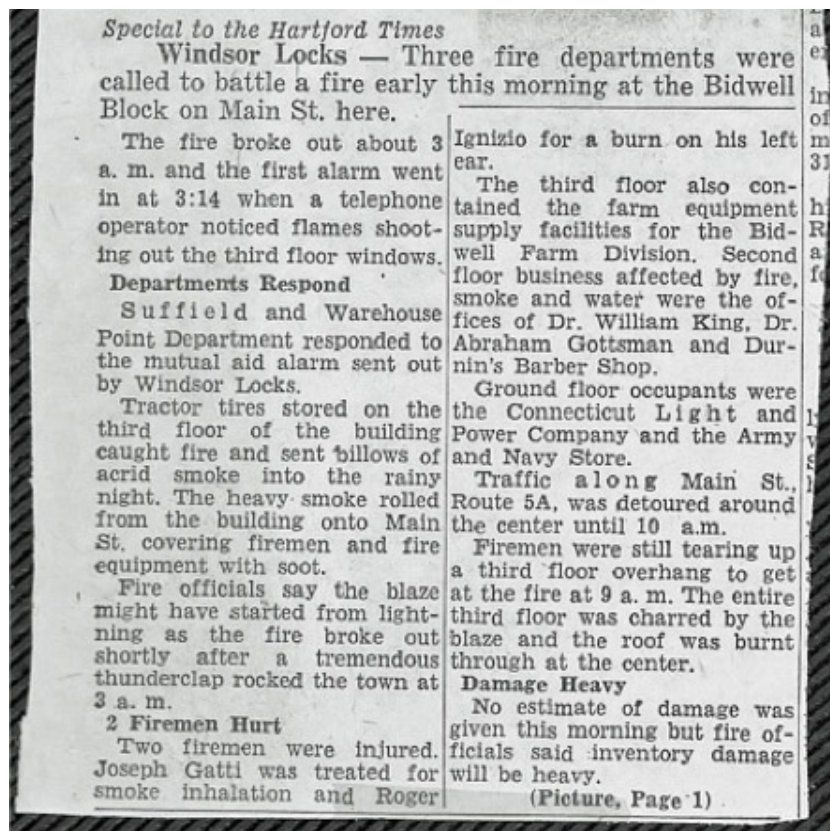 Special to the Hartford Times
Windsor Locks — Three fire departments were
called to battle a fire early this morning at the Bidwell
Block on Main St. here.
The fire broke out about 3
a. m. and the first alarm went
in at 3:14 when a telephone
operator noticed flames shoot-
ing out the third floor windows.
Departments Respond
Suffield and Warehouse
Point Department responded to
the mutual aid alarm sent out
by Windsor Locks.
Tractor tires stored on the
third floor of the building
caught fire and sent billows of
acrid smoke into the rainy
night. The heavy smoke rolled
from the building onto Main
St. covering firemen and fire
equipment with soot.
Fire officials say the blaze
might have started from light-
ning as the fire broke out
shortly after a tremendous
thunderclap rocked the town at
3 a. m.
2 Firemen Hurt
Two firemen were injured.
Joseph Gatti was treated for
smoke inhalation and Roger
Ignizio for a burn on his left
ear.
The third floor also con-
tained the farm equipment
supply facilities for the Bid-
well Farm Division. Second
floor business affected by fire,
smoke and water were the of-
fices of Dr. William King, Dr.
Abraham Gottsman and Dur-
nin's Barber Shop.
Ground floor occupants were
the Connecticut Light and
Power Company and the Army
and Navy Store.
Traffic along Main St.,
Route 5A, was detoured around
the center until 10 a.m.
Firemen were still tearing up
a third floor overhang to get
at the fire at 9 a. m. The entire
third floor was charred by the
blaze and the roof was burnt
through at the center.
Damage Heavy
No estimate of damage was
given this morning but fire of-
ficials said inventory damage
will be heavy.
(Picture, Page 1)